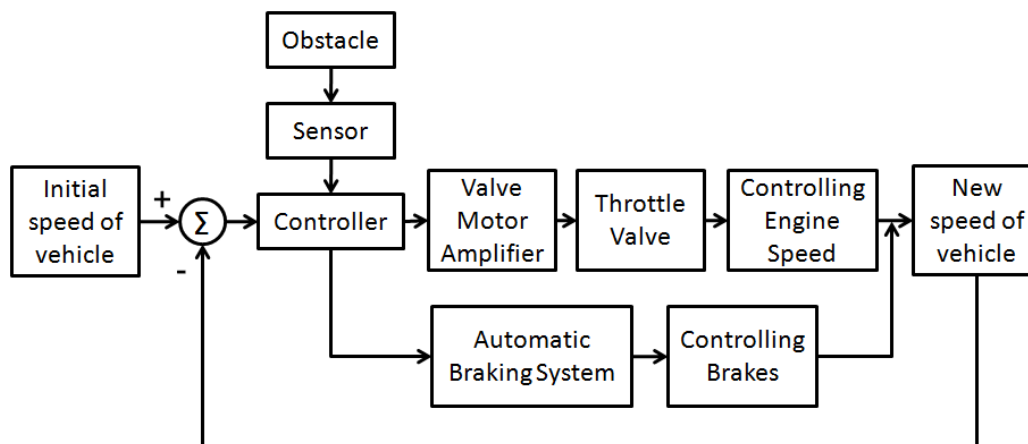 Obstacle
Sensor
Initial
speed of
vehicle
+
Σ
-
Controller
Valve
Motor
Amplifier
Throttle
Valve
Controlling
Engine
Speed
New
speed of
vehicle
Automatic
Braking System
Controlling
Brakes